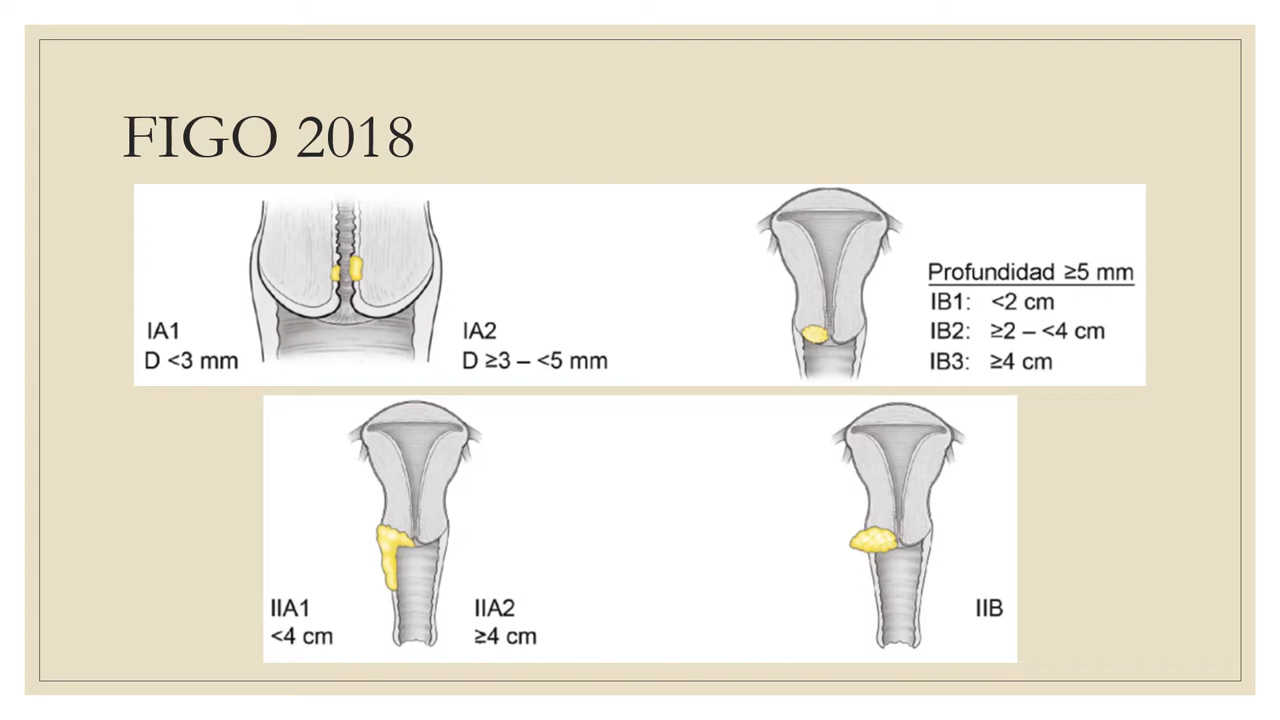 FIGO 2018
IA1
D <3 mm
IA2
D ≥3 – <5 mm
Profundidad ≥5 mm
IB1: <2 cm
IB2: ≥2 – <4 cm
IB3: ≥4 cm
IIA1
<4 cm
IIA2
≥4 cm
IIB